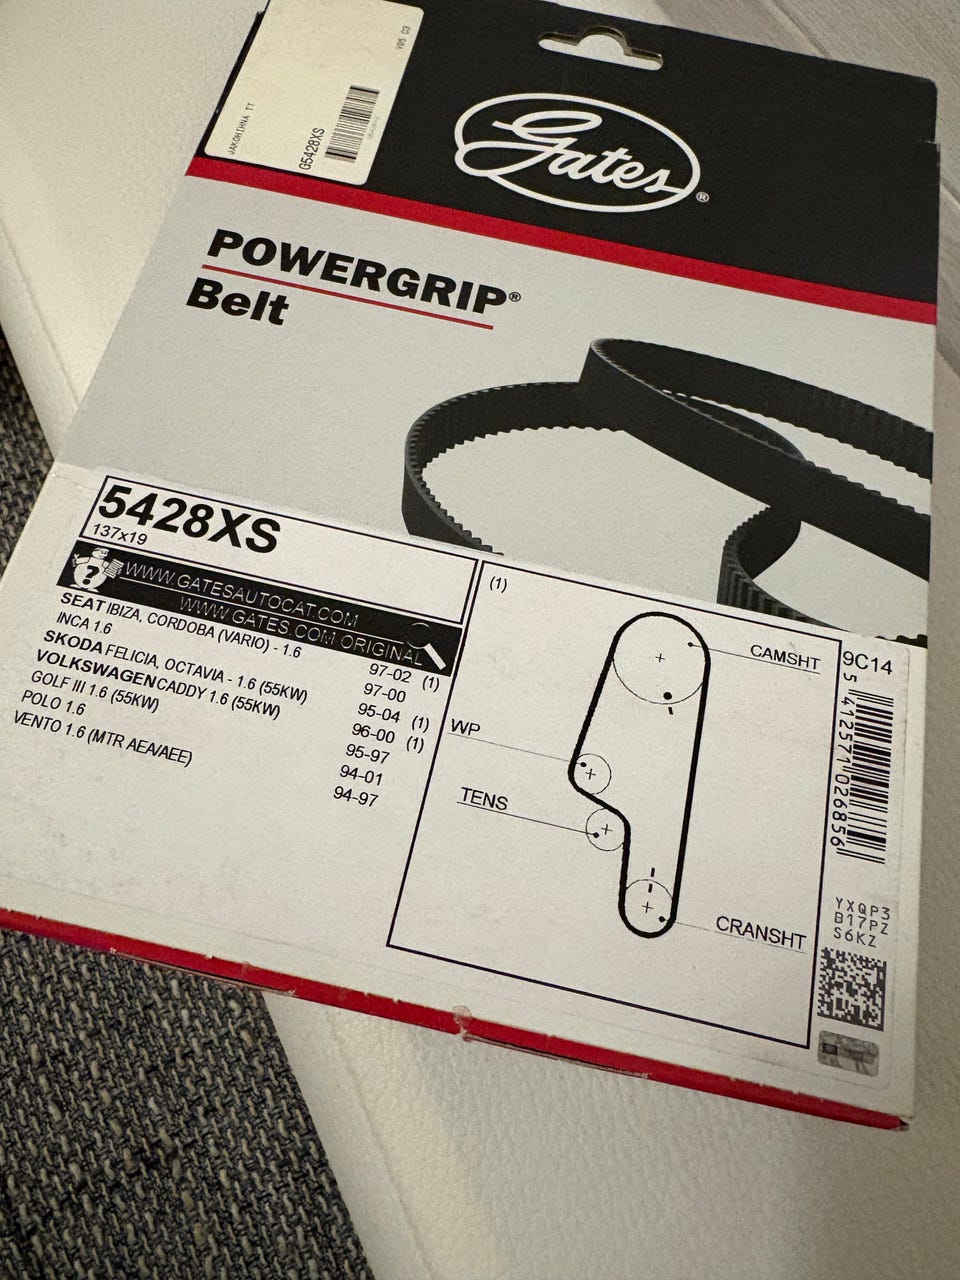 V05 C3
JAKOHIHNA TT
G5428XS
Gates®
POWERGRIP®
Belt
5428XS
137x19
?
WWW.GATESAUTOCAT.COM
WWW.GATES.COM ORIGINAL
SEAT IBIZA, CORDOBA (VARIO) - 1.6 97-02 (1)
INCA 1.6 97-00
SKODA FELICIA, OCTAVIA - 1.6 (55KW) 95-04 (1)
VOLKSWAGEN CADDY 1.6 (55KW) 96-00 (1)
GOLF III 1.6 (55KW) 95-97
POLO 1.6 94-01
VENTO 1.6 (MTR AEA/AEE) 94-97
(1)
CAMSHT
WP
TENS
CRANSHT
9C14
5 412571 026856
YXQP3
B17PZ
S6KZ